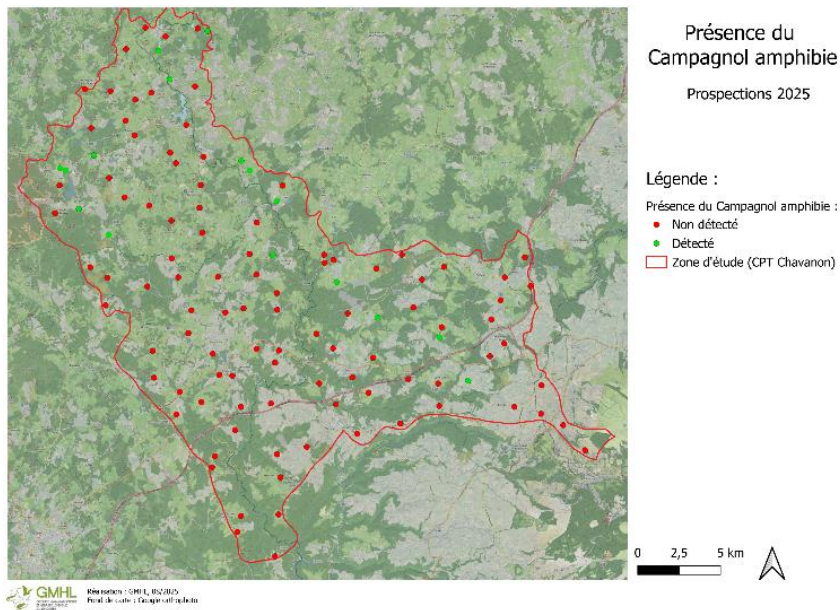 Présence du
Campagnol amphibie
Prospections 2025
Légende :
Présence du Campagnol amphibie :
Non détecté
Détecté
Zone d'étude (CPT Chavanon)
0 2,5 5 km
GMHL
Réalisation : GMHL, 05/2025
Fond de carte : Google orthophoto